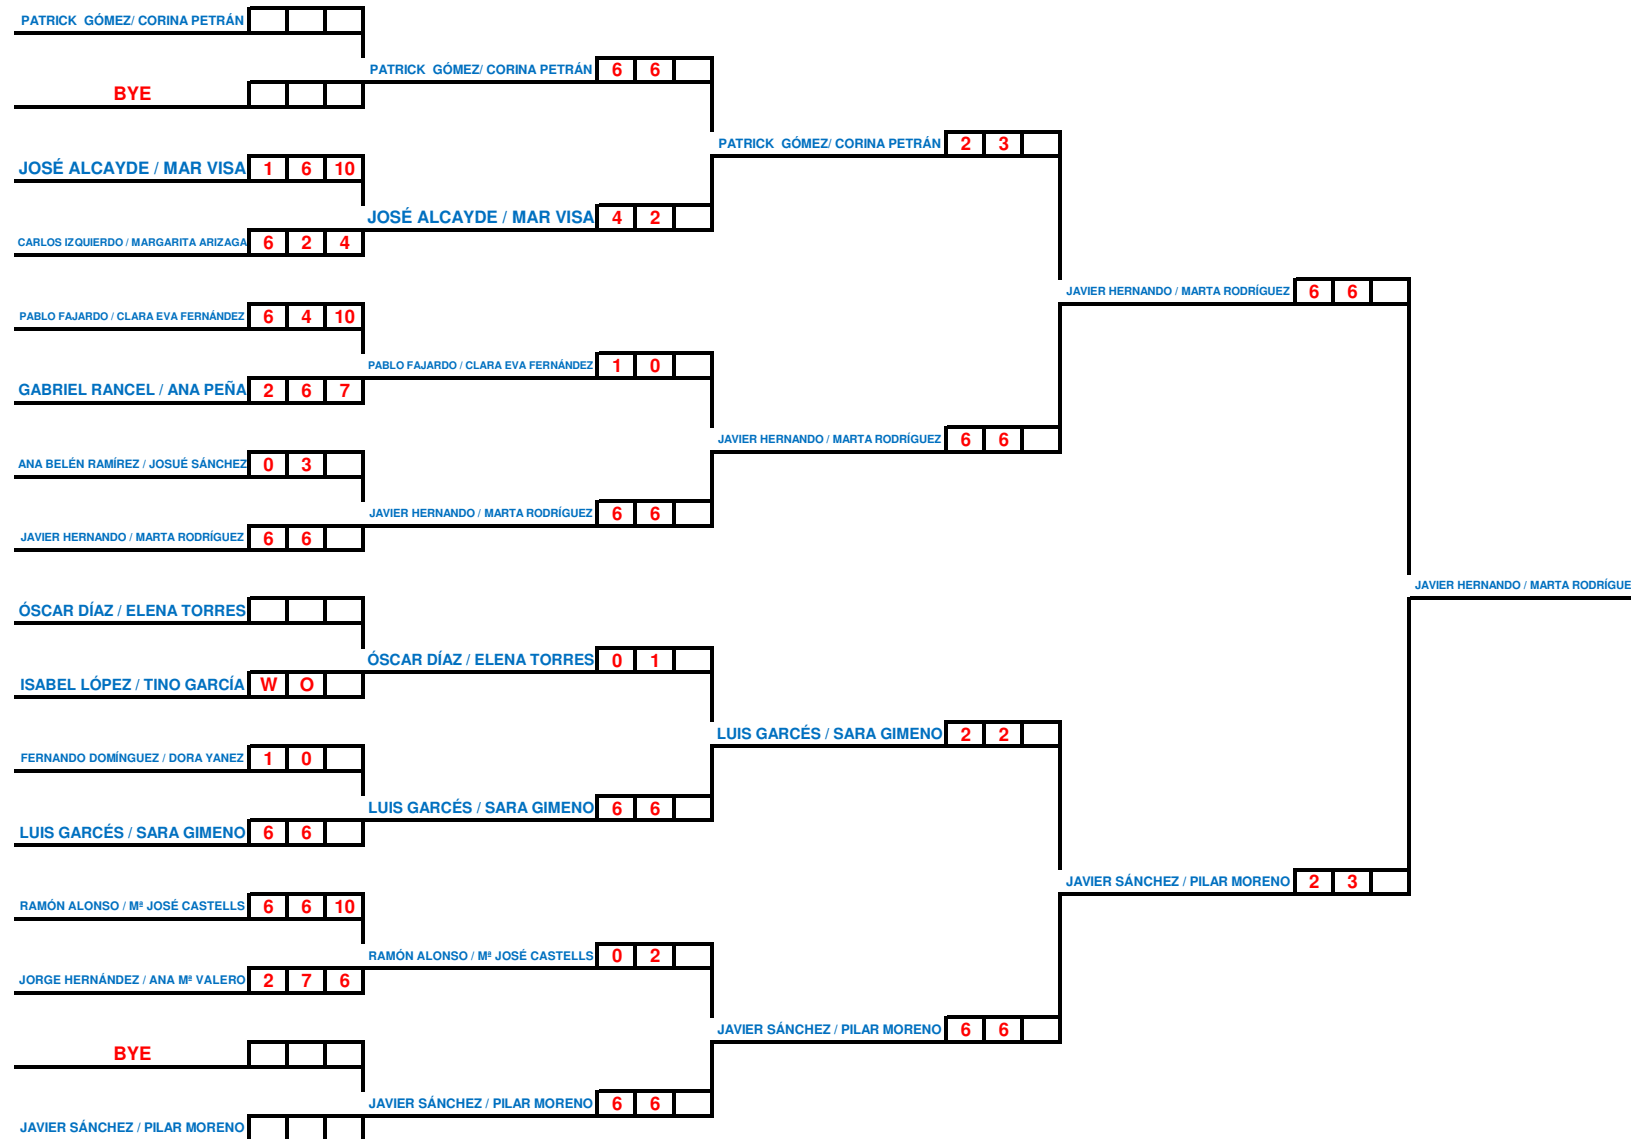 PATRICK  GÓMEZ/ CORINA PETRÁN
PATRICK  GÓMEZ/ CORINA PETRÁN 6 6
BYE
PATRICK  GÓMEZ/ CORINA PETRÁN 2 3
JOSÉ ALCAYDE / MAR VISA 1 6 10
JOSÉ ALCAYDE / MAR VISA 4 2
CARLOS IZQUIERDO / MARGARITA ARIZAGA 6 2 4
JAVIER HERNANDO / MARTA RODRÍGUEZ 6 6
PABLO FAJARDO / CLARA EVA FERNÁNDEZ 6 4 10
PABLO FAJARDO / CLARA EVA FERNÁNDEZ 1 0
GABRIEL RANCEL / ANA PEÑA 2 6 7
JAVIER HERNANDO / MARTA RODRÍGUEZ 6 6
ANA BELÉN RAMÍREZ / JOSUÉ SÁNCHEZ 0 3
JAVIER HERNANDO / MARTA RODRÍGUEZ 6 6
JAVIER HERNANDO / MARTA RODRÍGUEZ 6 6
JAVIER HERNANDO / MARTA RODRÍGUE
ÓSCAR DÍAZ / ELENA TORRES
ÓSCAR DÍAZ / ELENA TORRES 0 1
ISABEL LÓPEZ / TINO GARCÍA W O
LUIS GARCÉS / SARA GIMENO 2 2
FERNANDO DOMÍNGUEZ / DORA YANEZ 1 0
LUIS GARCÉS / SARA GIMENO 6 6
LUIS GARCÉS / SARA GIMENO 6 6
JAVIER SÁNCHEZ / PILAR MORENO 2 3
RAMÓN ALONSO / Mª JOSÉ CASTELLS 6 6 10
RAMÓN ALONSO / Mª JOSÉ CASTELLS 0 2
JORGE HERNÁNDEZ / ANA Mª VALERO 2 7 6
JAVIER SÁNCHEZ / PILAR MORENO 6 6
BYE
JAVIER SÁNCHEZ / PILAR MORENO 6 6
JAVIER SÁNCHEZ / PILAR MORENO